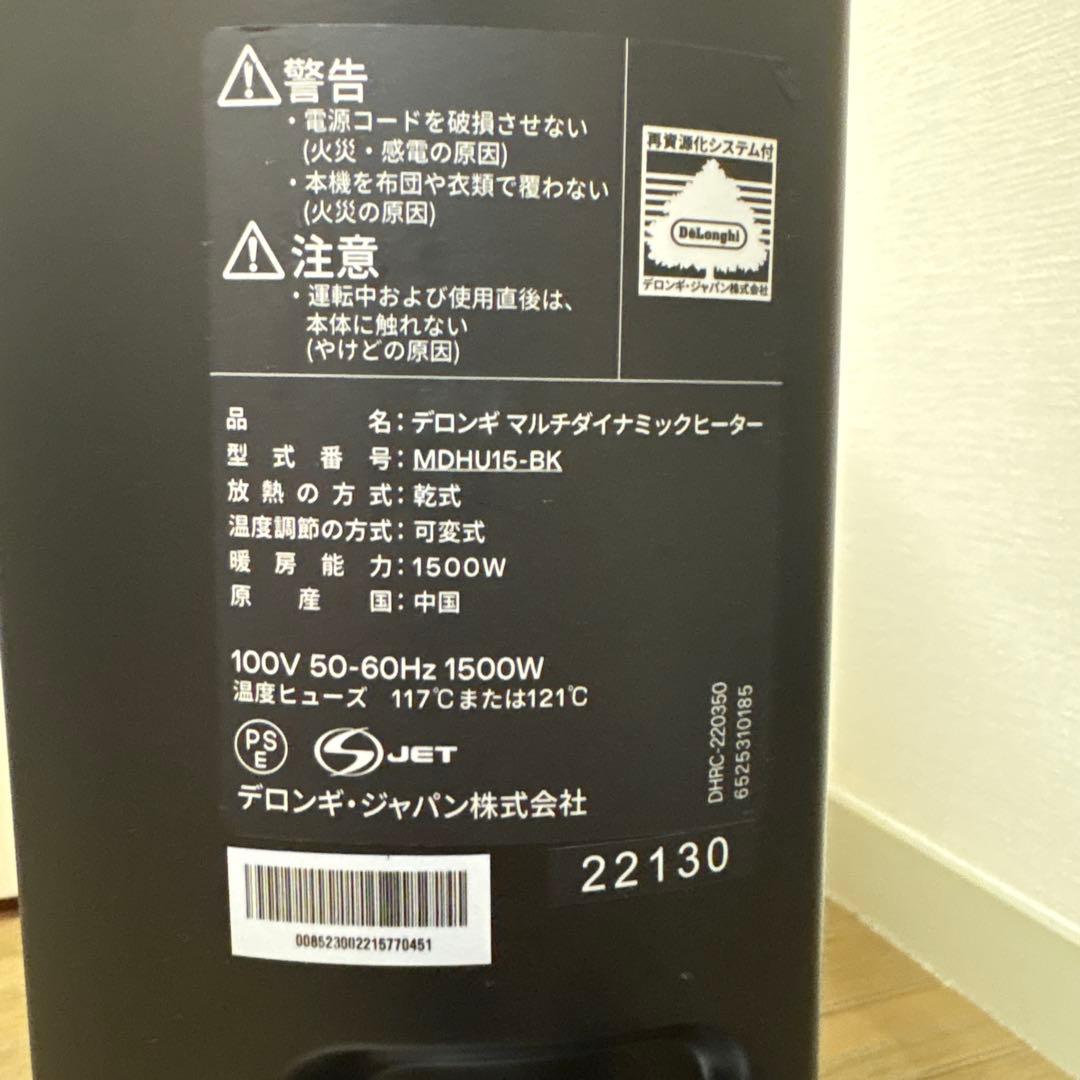 警告
・電源コードを破損させない
(火災・感電の原因)
・本機を布団や衣類で覆わない
(火災の原因)
注意
・運転中および使用直後は、
本体に触れない
(やけどの原因)
再資源化システム付
DeLonghi
デロンギ・ジャパン株式会社
品名:デロンギ マルチダイナミックヒーター
型式番号:MDHU15-BK
放熱の方式:乾式
温度調節の方式:可変式
暖房能力:1500W
原産国:中国
100V 50-60Hz 1500W
温度ヒューズ 117℃または121℃
PSE
S JET
デロンギ・ジャパン株式会社
DHRC-220350
6525310185
22130
008523002215770451